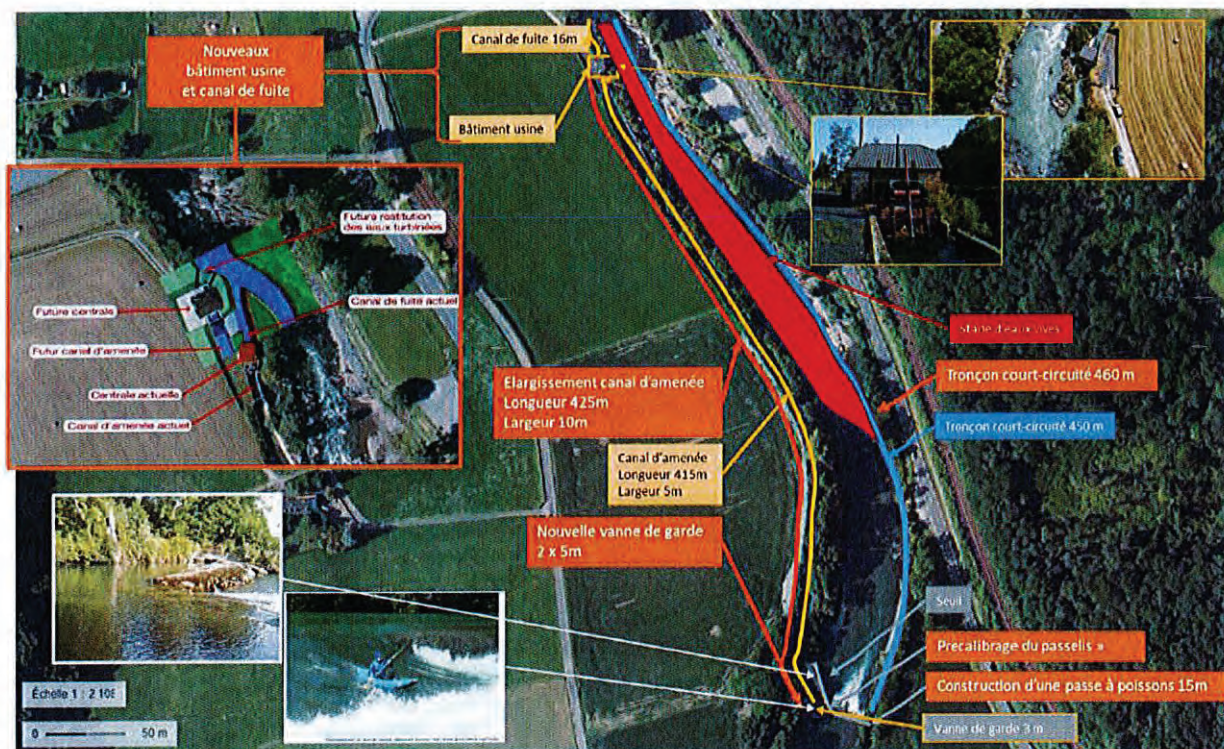 Nouveaux
bâtiment usine
et canal de fuite
Canal de fuite 16m
Bâtiment usine
Future restitution
des eaux turbinées
Canal de fuite actuel
Future centrale
Futur canal d'amenée
Centrale actuelle
Canal d'amenée actuel
Stade d'eaux vives
Elargissement canal d'amenée
Longueur 425m
Largeur 10m
Tronçon court-circuité 460 m
Tronçon court-circuité 450 m
Canal d'amenée
Longueur 415m
Largeur 5m
Nouvelle vanne de garde
2 x 5m
Seuil
Precalibrage du passelis »
Construction d'une passe à poissons 15m
Vanne de garde 3 m
Échelle 1 : 2 108
0 50 m